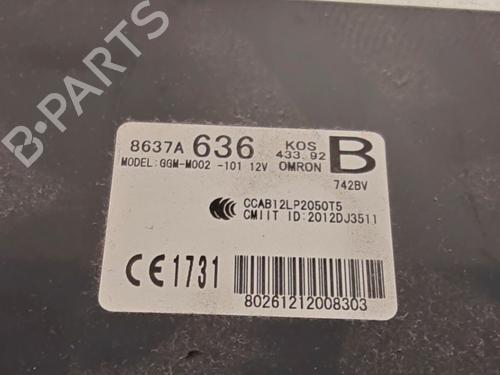 8637A 636 KOS 433.92 B
MODEL:GGM-M002 -101 12V OMRON
742BV
CCAB12LP2050T5
CMIIT ID:2012DJ3511
CE1731
80261212008303
B-PARTS